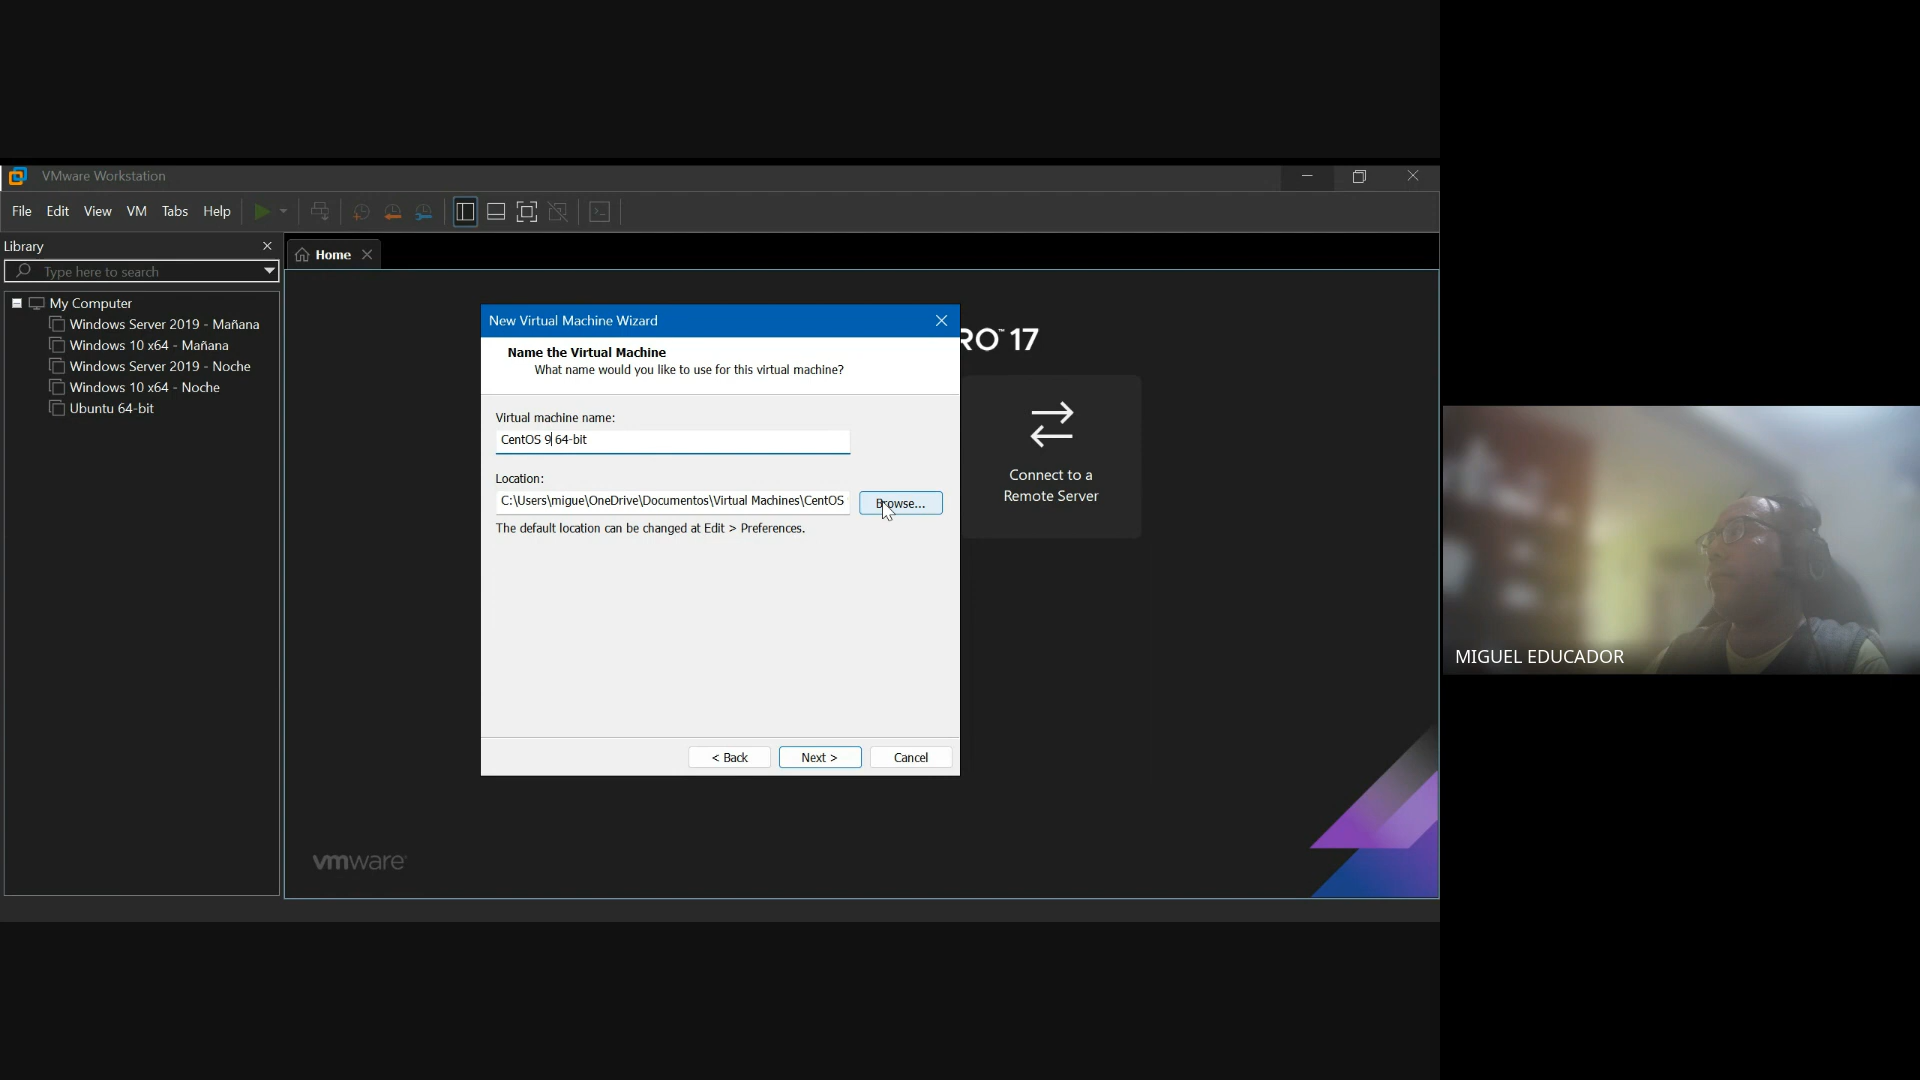 VMware Workstation
File Edit View VM Tabs Help
Library
Type here to search
My Computer
Windows Server 2019 - Mañana
Windows 10 x64 - Mañana
Windows Server 2019 - Noche
Windows 10 x64 - Noche
Ubuntu 64-bit
Home
RO™ 17
New Virtual Machine Wizard
Name the Virtual Machine
What name would you like to use for this virtual machine?
Virtual machine name:
CentOS 9 64-bit
Location:
C:\Users\migue\OneDrive\Documentos\Virtual Machines\CentOS
Browse...
The default location can be changed at Edit > Preferences.
< Back Next > Cancel
Connect to a
Remote Server
vmware
MIGUEL EDUCADOR